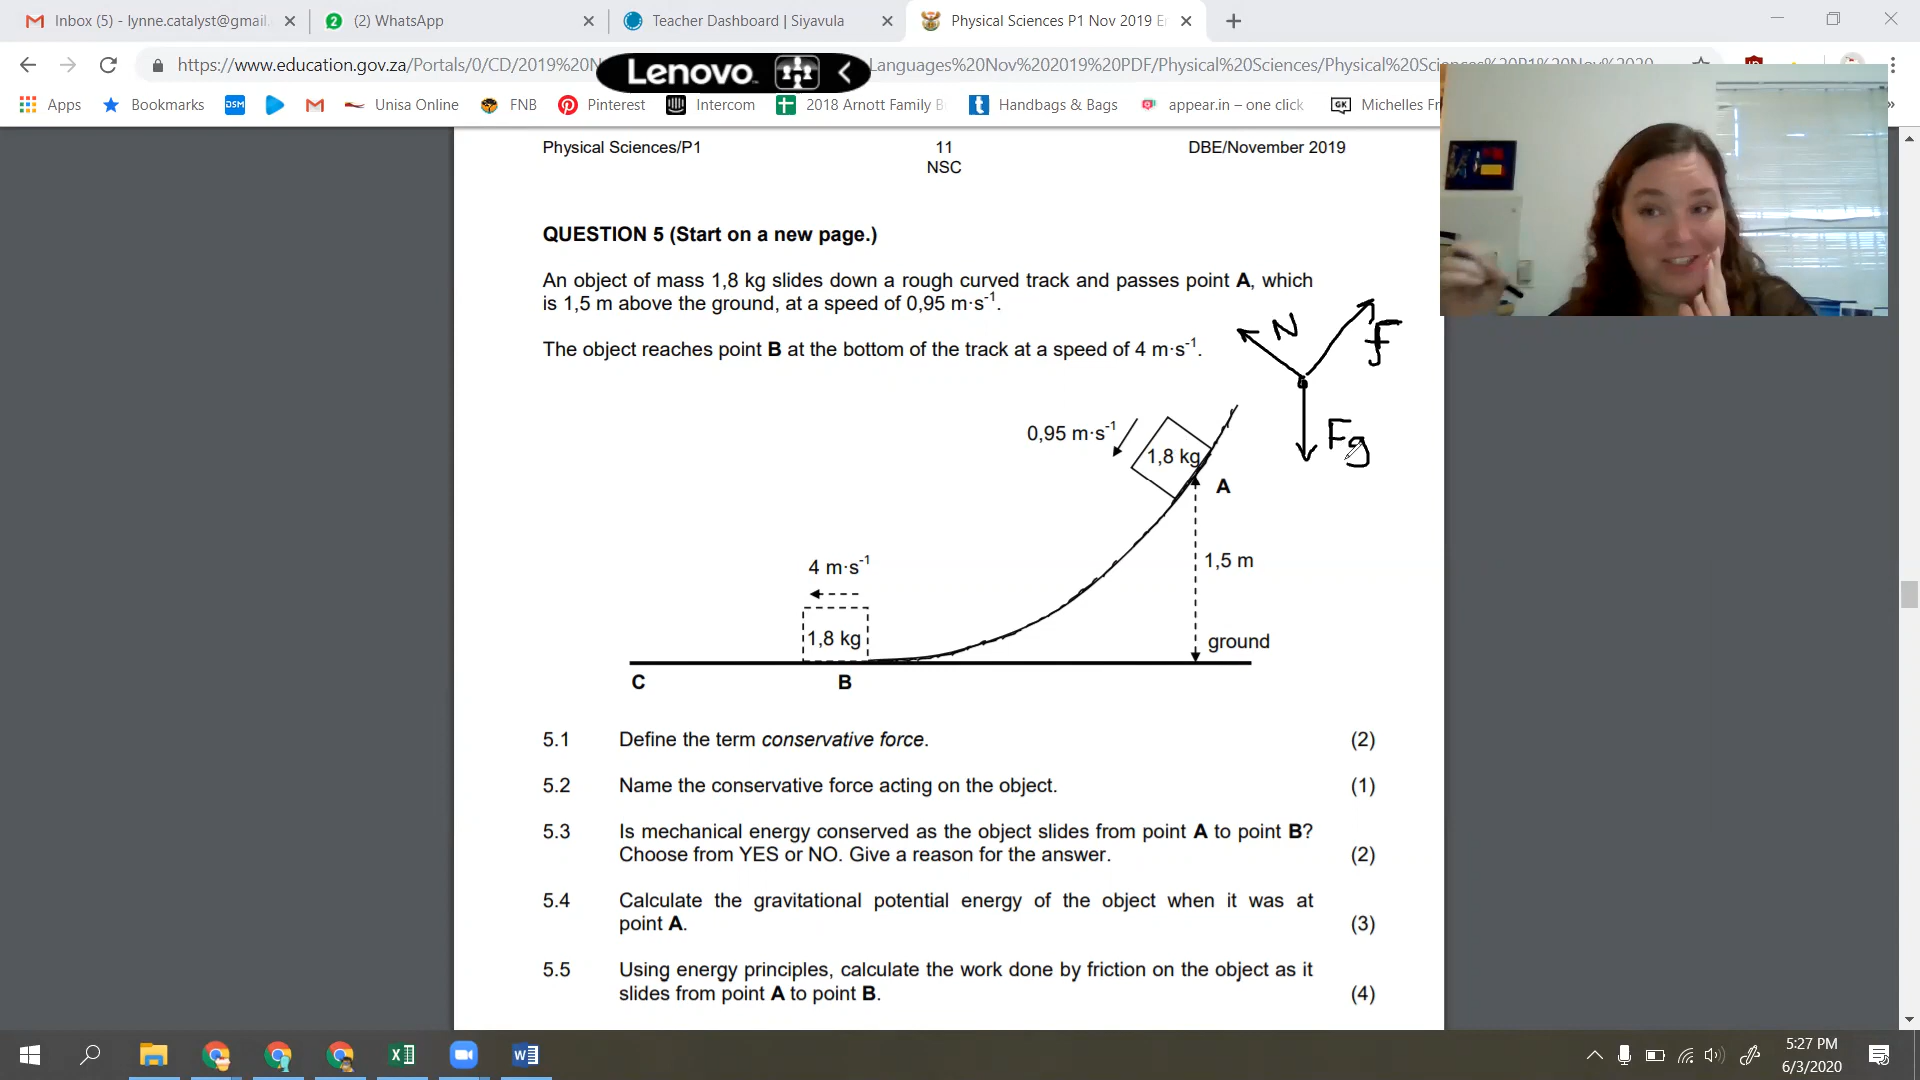 Inbox (5) - lynne.catalyst@gmail.
2
(2) WhatsApp
Teacher Dashboard | Siyavula
Physical Sciences P1 Nov 2019 E
https://www.education.gov.za/Portals/0/CD/2019%20N
Lenovo
Languages%20Nov%202019%20PDF/Physical%20Sciences/Physical%20Sciences%20P1%20Nov%2020
Apps
Bookmarks
DSM
Unisa Online
FNB
Pinterest
Intercom
2018 Arnott Family B
Handbags & Bags
appear.in – one click
GK
Michelles Fr
»
Physical Sciences/P1
11
DBE/November 2019
NSC
QUESTION 5 (Start on a new page.)
An object of mass 1,8 kg slides down a rough curved track and passes point A, which
is 1,5 m above the ground, at a speed of 0,95 m·s⁻¹.
The object reaches point B at the bottom of the track at a speed of 4 m·s⁻¹.
N
f
Fg
0,95 m·s⁻¹
1,8 kg
A
1,5 m
4 m·s⁻¹
1,8 kg
ground
C
B
5.1 Define the term conservative force. (2)
5.2 Name the conservative force acting on the object. (1)
5.3 Is mechanical energy conserved as the object slides from point A to point B?
Choose from YES or NO. Give a reason for the answer. (2)
5.4 Calculate the gravitational potential energy of the object when it was at
point A. (3)
5.5 Using energy principles, calculate the work done by friction on the object as it
slides from point A to point B. (4)
5:27 PM
6/3/2020